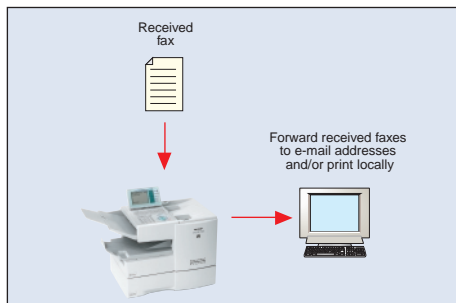 Received
fax
Forward received faxes
to e-mail addresses
and/or print locally